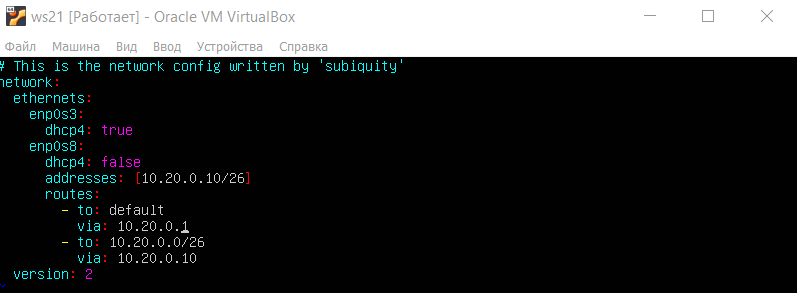 ws21 [Работает] - Oracle VM VirtualBox
Файл Машина Вид Ввод Устройства Справка
# This is the network config written by 'subiquity'
network:
  ethernets:
    enp0s3:
      dhcp4: true
    enp0s8:
      dhcp4: false
      addresses: [10.20.0.10/26]
      routes:
        - to: default
          via: 10.20.0.1
        - to: 10.20.0.0/26
          via: 10.20.0.10
  version: 2
~